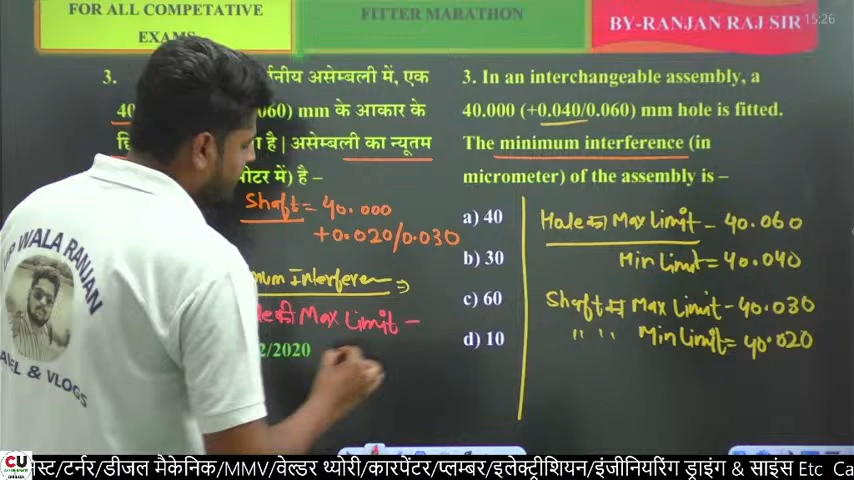 FOR ALL COMPETATIVE
EXAMS
FITTER MARATHON
BY-RANJAN RAJ SIR
15:26
3.
र्तनीय असेम्बली में, एक
40
060) mm के आकार के
है | असेम्बली का न्यूतम
मीटर में) है –
Shaft = 40.000
+0.020/0.030
mum Interferen ⇒
le की Max Limit –
2/2020
3. In an interchangeable assembly, a
40.000 (+0.040/0.060) mm hole is fitted.
The minimum interference (in
micrometer) of the assembly is –
a) 40
b) 30
c) 60
d) 10
Hole का Max Limit – 40.060
Min Limit = 40.040
Shaft का Max Limit – 40.030
" " Min Limit = 40.020
UP WALA RANJAN
NEL & VLOGS
CU
स्ट/टर्नर/डीजल मैकेनिक/MMV/वेल्डर थ्योरी/कारपेंटर/प्लम्बर/इलेक्ट्रीशियन/इंजीनियरिंग ड्राइंग & साइंस Etc Ca